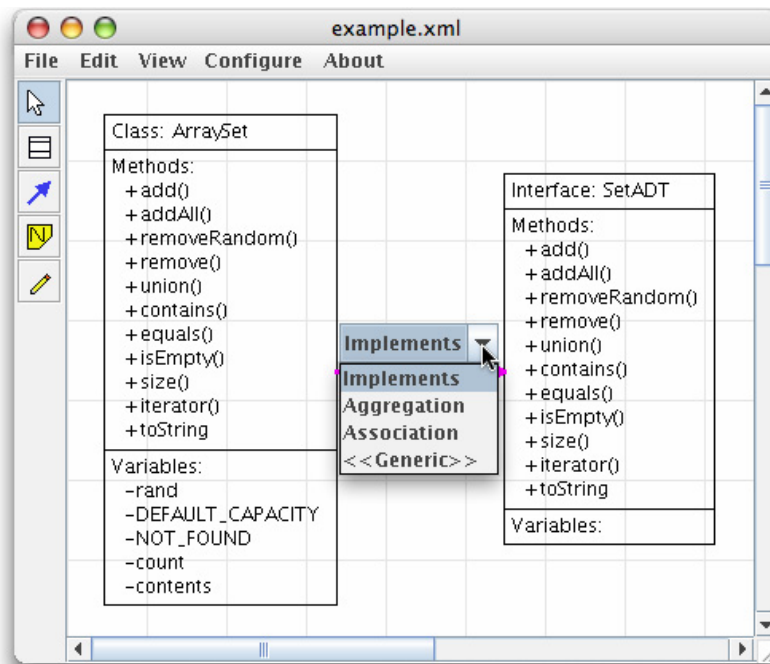 example.xml
File Edit View Configure About
Class: ArraySet
Methods:
+add()
+addAll()
+removeRandom()
+remove()
+union()
+contains()
+equals()
+isEmpty()
+size()
+iterator()
+toString
Variables:
-rand
-DEFAULT_CAPACITY
-NOT_FOUND
-count
-contents
Implements
Implements
Aggregation
Association
<<Generic>>
Interface: SetADT
Methods:
+add()
+addAll()
+removeRandom()
+remove()
+union()
+contains()
+equals()
+isEmpty()
+size()
+iterator()
+toString
Variables:
N